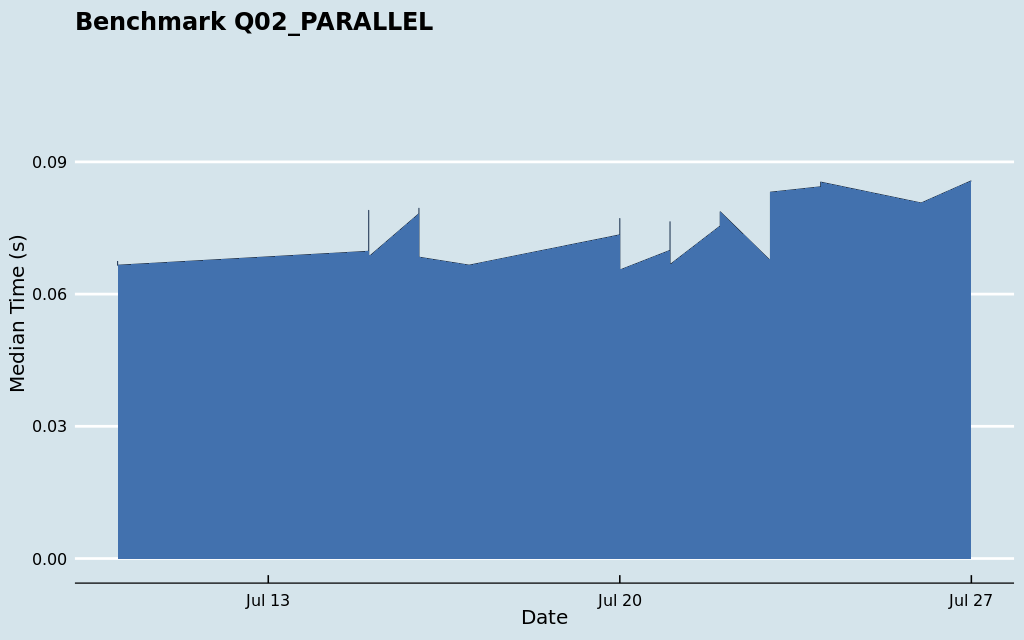 Benchmark Q02_PARALLEL
0.09
0.06
0.03
0.00
Median Time (s)
Jul 13
Jul 20
Jul 27
Date